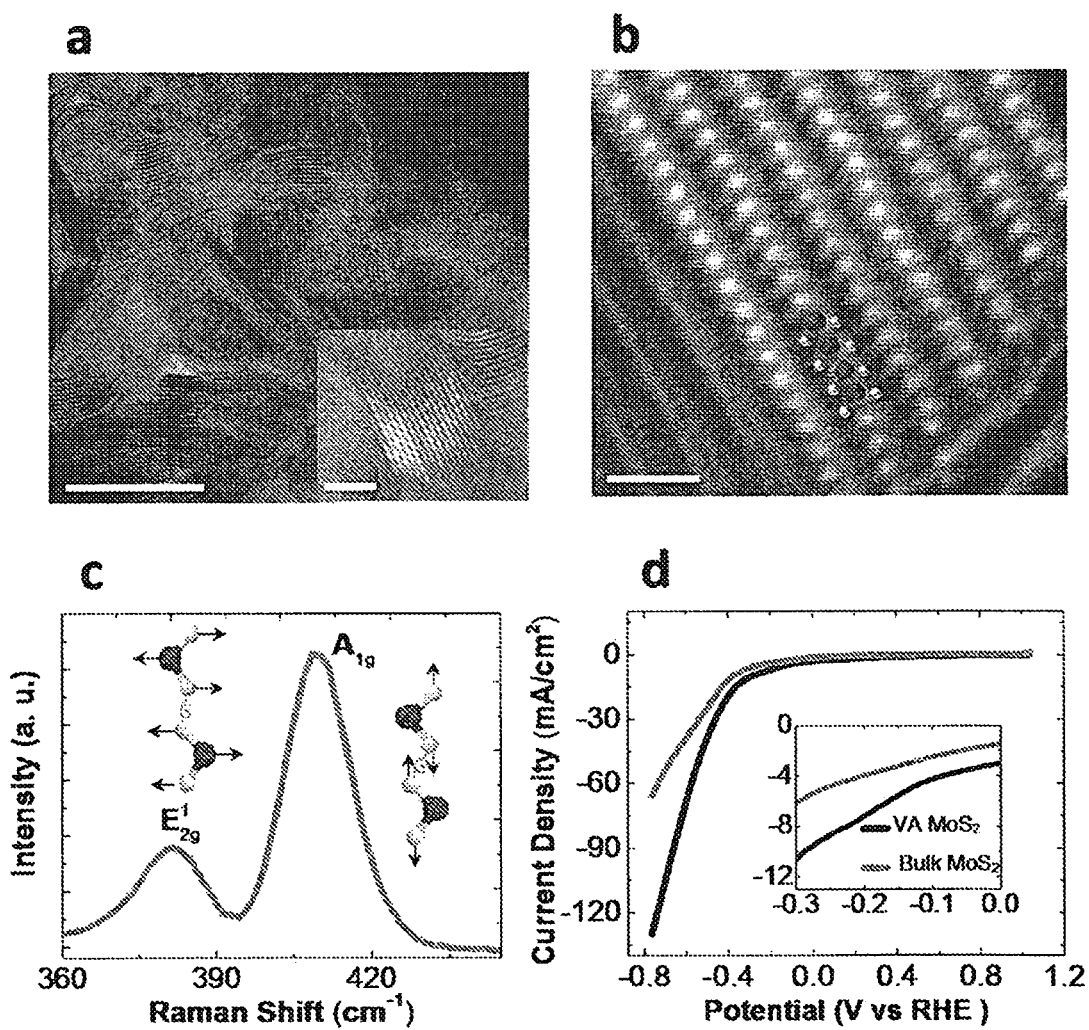 a
b
c
d
Intensity (a. u.)
E¹₂g
A₁g
360
390
420
Raman Shift (cm⁻¹)
Current Density (mA/cm²)
0
-30
-60
-90
-120
-0.8
-0.4
0.0
0.4
0.8
1.2
Potential (V vs RHE )
0
-4
-8
-12
VA MoS₂
Bulk MoS₂
-0.3
-0.2
-0.1
0.0